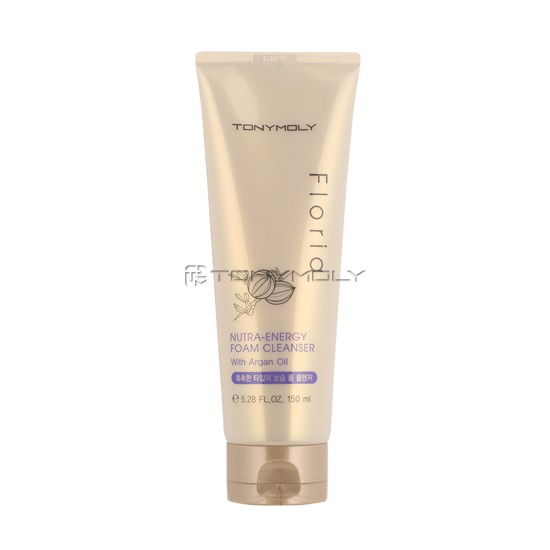 TONYMOLY
Floria
TONYMOLY
NUTRA-ENERGY
FOAM CLEANSER
With Argan Oil
촉촉한 타입의 보습 폼 클렌저
℮ 5.28 FL.OZ. 150 ml